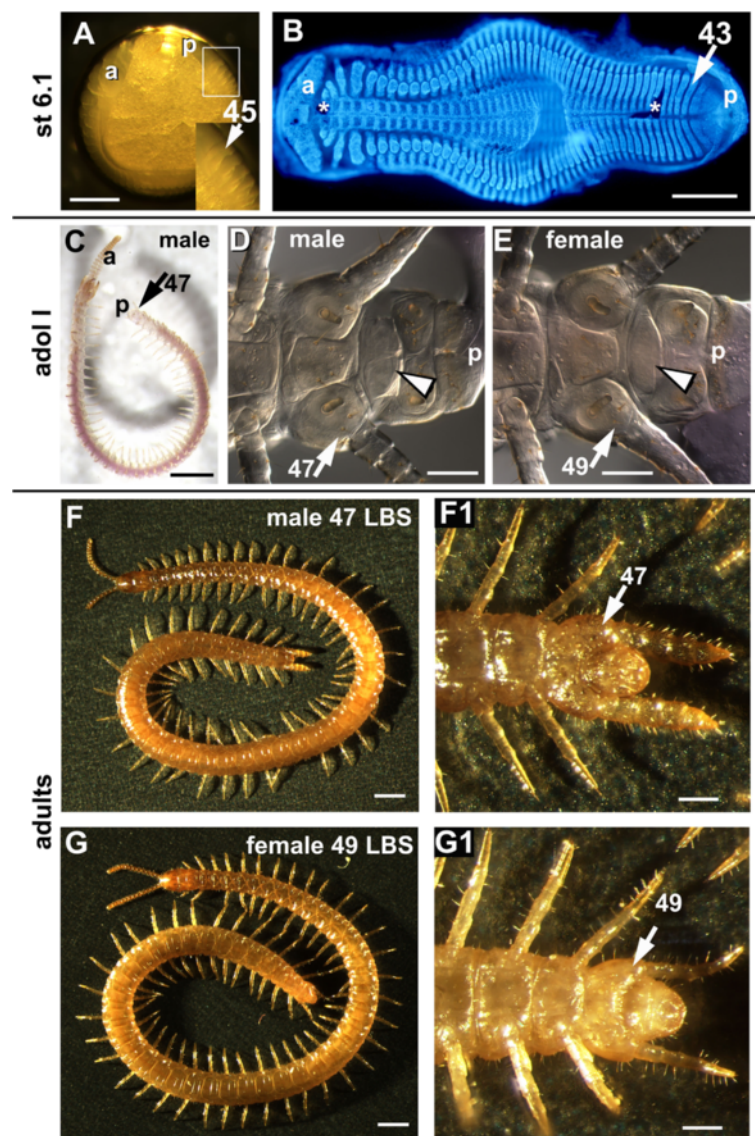 st 6.1
A
a
p
45
B
a
*
*
43
p
adol I
C
male
a
p
47
D
male
47
p
E
female
49
p
adults
F
male 47 LBS
F1
47
G
female 49 LBS
G1
49